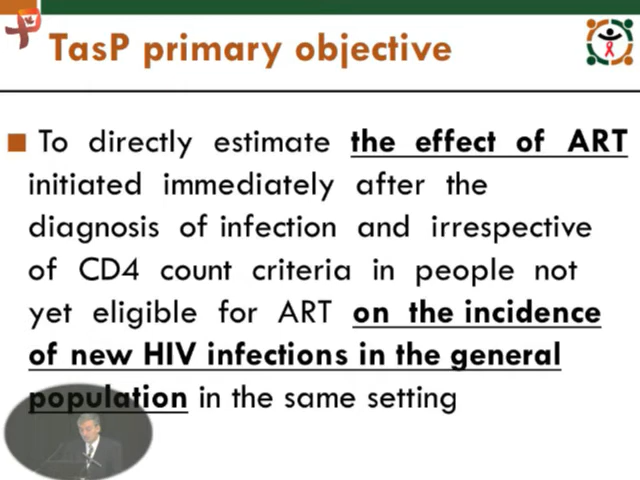 TasP primary objective
To directly estimate the effect of ART
initiated immediately after the
diagnosis of infection and irrespective
of CD4 count criteria in people not
yet eligible for ART on the incidence
of new HIV infections in the general
population in the same setting